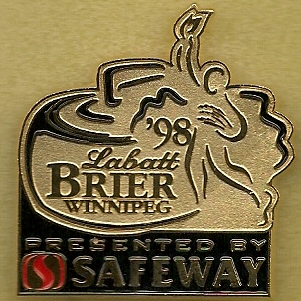 '98
Labatt
BRIER
WINNIPEG
PRESENTED BY
S SAFEWAY